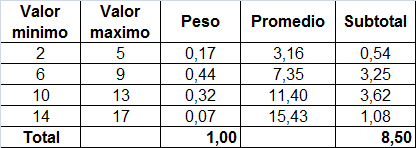 Valor minimo Valor maximo Peso Promedio Subtotal
2 5 0,17 3,16 0,54
6 9 0,44 7,35 3,25
10 13 0,32 11,40 3,62
14 17 0,07 15,43 1,08
Total 1,00 8,50